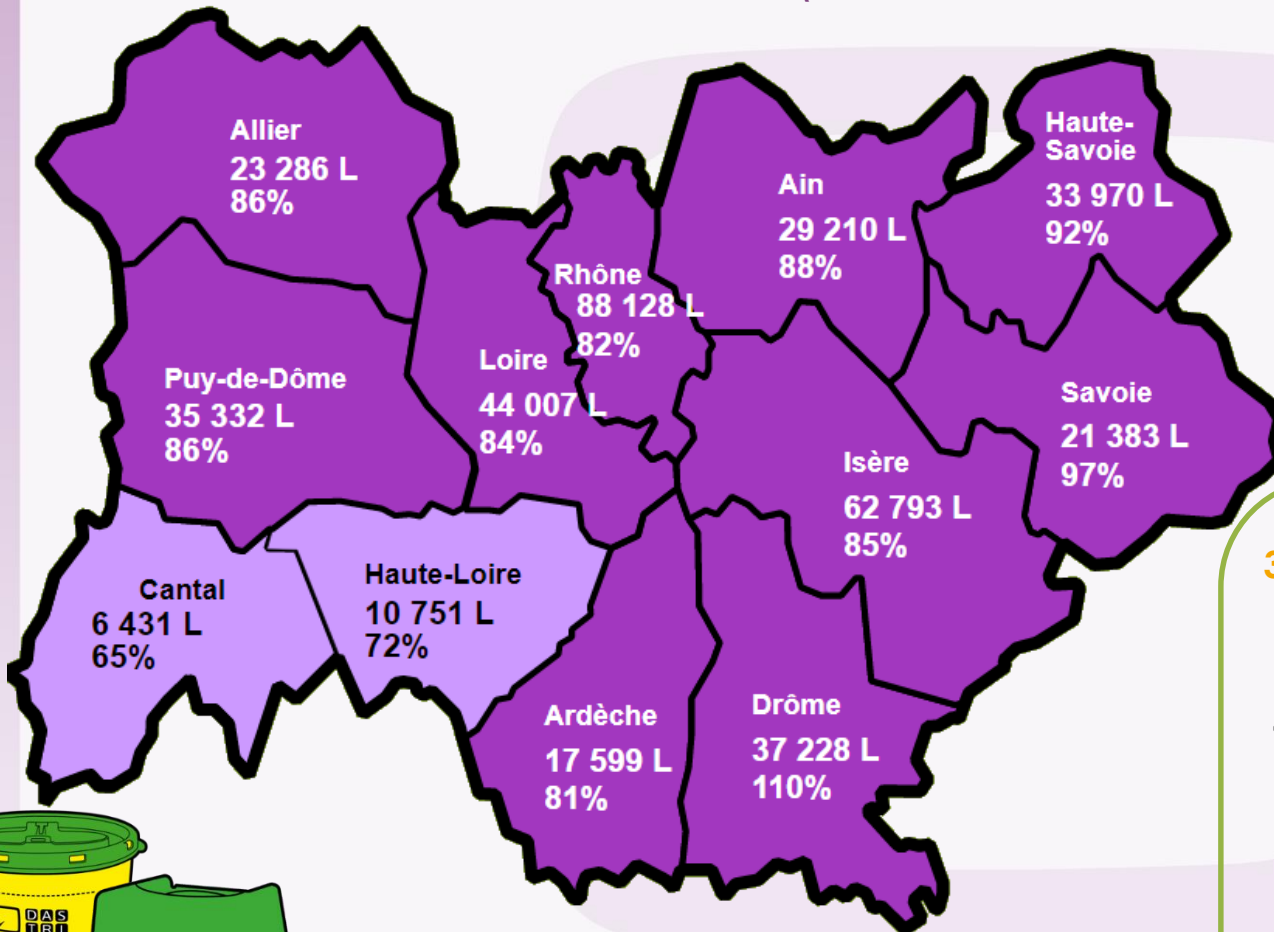 Allier
23 286 L
86%
Haute-
Savoie
33 970 L
92%
Ain
29 210 L
88%
Rhône
88 128 L
82%
Loire
44 007 L
84%
Puy-de-Dôme
35 332 L
86%
Savoie
21 383 L
97%
Isère
62 793 L
85%
Cantal
6 431 L
65%
Haute-Loire
10 751 L
72%
Ardèche
17 599 L
81%
Drôme
37 228 L
110%
DAS
TRI